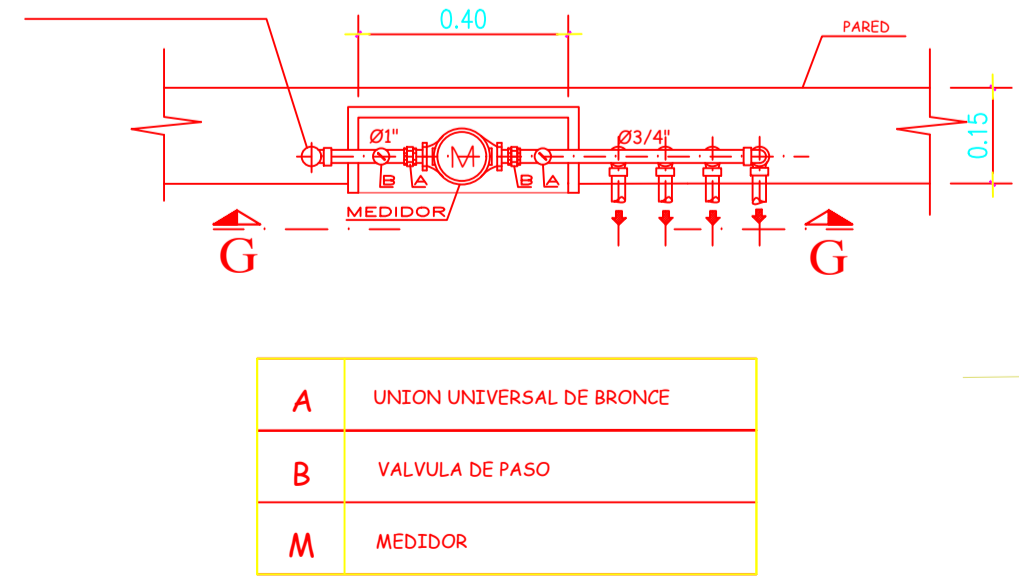 0.40
PARED
0.15
Ø1"
Ø3/4"
M
B A B A
MEDIDOR
G G
A UNION UNIVERSAL DE BRONCE
B VALVULA DE PASO
M MEDIDOR